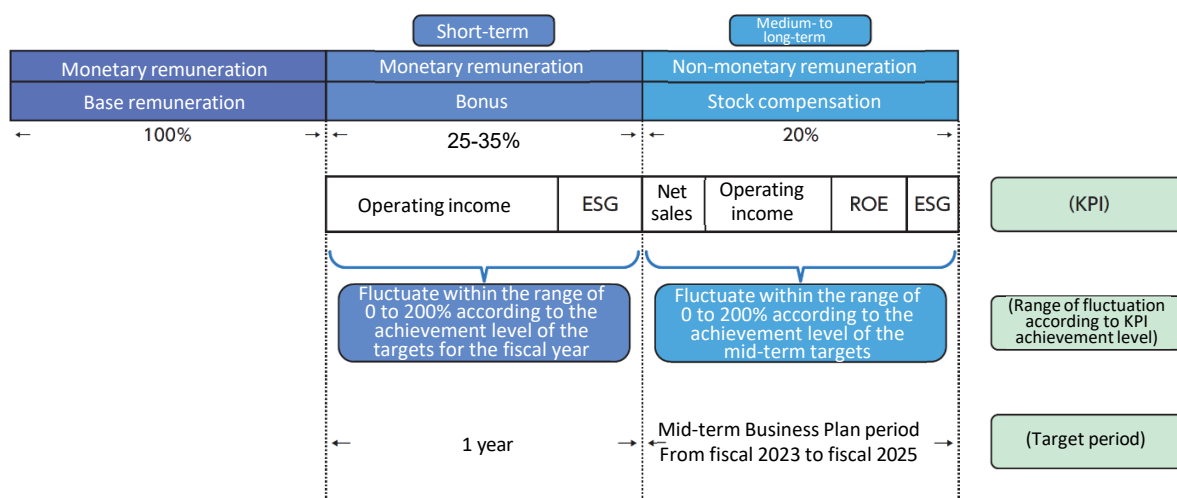 Short-term
Medium- to
long-term
Monetary remuneration
Monetary remuneration
Non-monetary remuneration
Base remuneration
Bonus
Stock compensation
← 100% →
← 25-35% →
← 20% →
Operating income
ESG
Net
sales
Operating
income
ROE
ESG
(KPI)
Fluctuate within the range of
0 to 200% according to the
achievement level of the
targets for the fiscal year
Fluctuate within the range of
0 to 200% according to the
achievement level of the
mid-term targets
(Range of fluctuation
according to KPI
achievement level)
← 1 year →
← Mid-term Business Plan period →
From fiscal 2023 to fiscal 2025
(Target period)